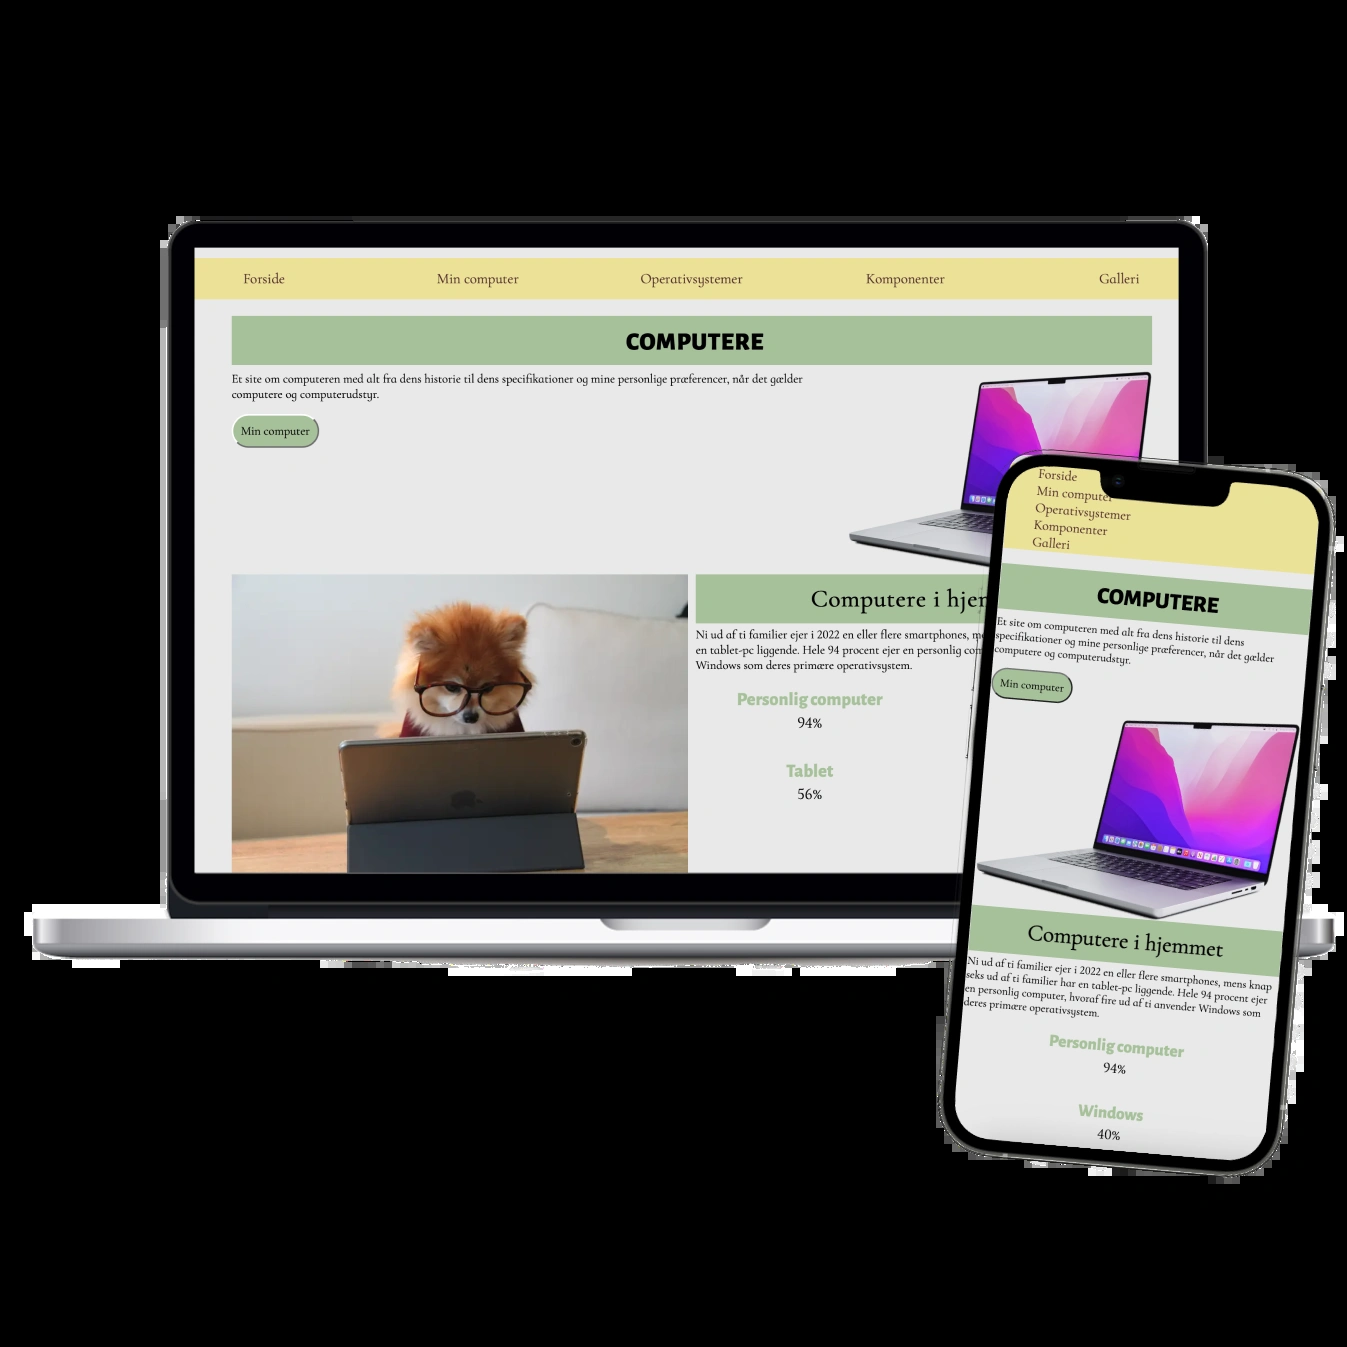 Forside Min computer Operativsystemer Komponenter Galleri
COMPUTERE
Et site om computeren med alt fra dens historie til dens specifikationer og mine personlige præferencer, når det gælder
computere og computerudstyr.
Min computer
Computere i hjem
Ni ud af ti familier ejer i 2022 en eller flere smartphones, me
en tablet-pc liggende. Hele 94 procent ejer en personlig com
Windows som deres primære operativsystem.
Personlig computer
94%
Tablet
56%
Forside
Min computer
Operativsystemer
Komponenter
Galleri
COMPUTERE
Et site om computeren med alt fra dens historie til dens
specifikationer og mine personlige præferencer, når det gælder
computere og computerudstyr.
Min computer
Computere i hjemmet
Ni ud af ti familier ejer i 2022 en eller flere smartphones, mens knap
seks ud af ti familier har en tablet-pc liggende. Hele 94 procent ejer
en personlig computer, hvoraf fire ud af ti anvender Windows som
deres primære operativsystem.
Personlig computer
94%
Windows
40%